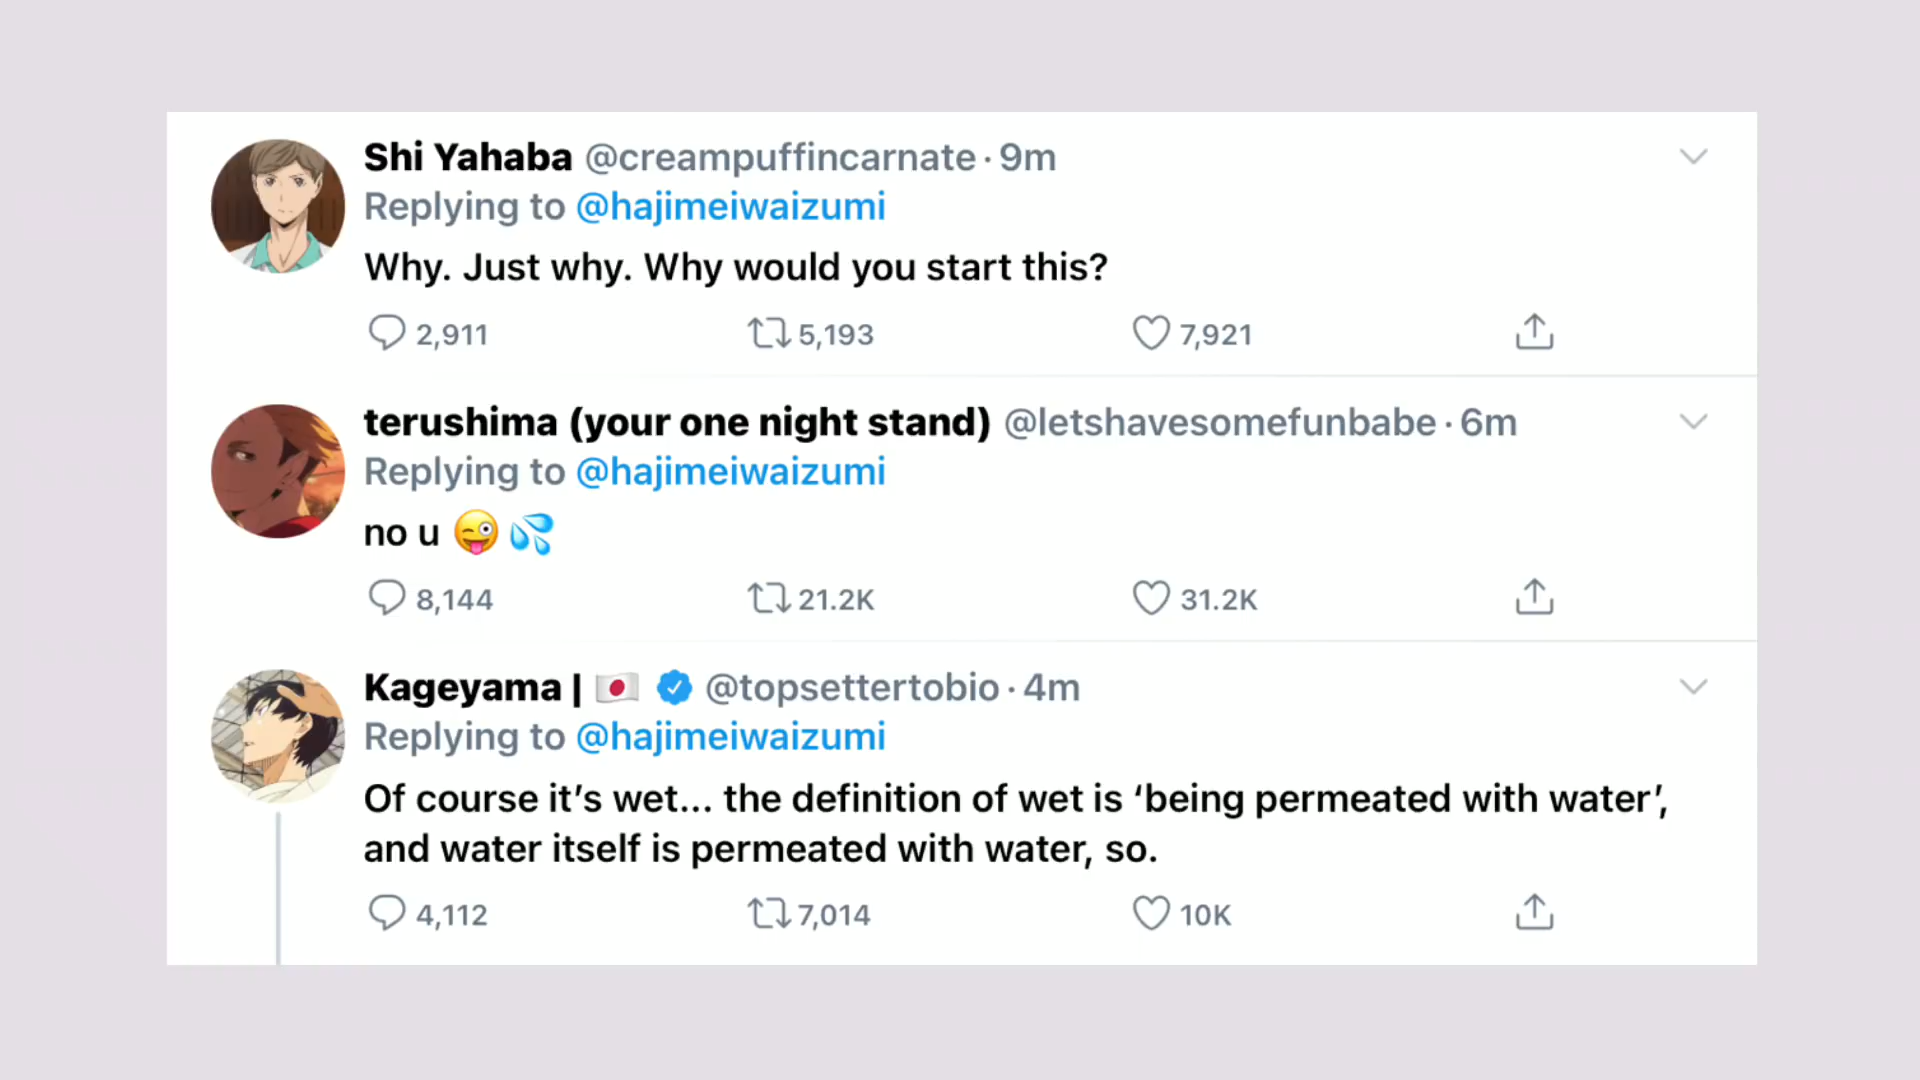 Shi Yahaba @creampuffincarnate · 9m
Replying to @hajimeiwaizumi
Why. Just why. Why would you start this?
2,911 5,193 7,921
terushima (your one night stand) @letshavesomefunbabe · 6m
Replying to @hajimeiwaizumi
no u 😜💦
8,144 21.2K 31.2K
Kageyama | 🇯🇵 @topsettertobio · 4m
Replying to @hajimeiwaizumi
Of course it’s wet... the definition of wet is ‘being permeated with water’,
and water itself is permeated with water, so.
4,112 7,014 10K